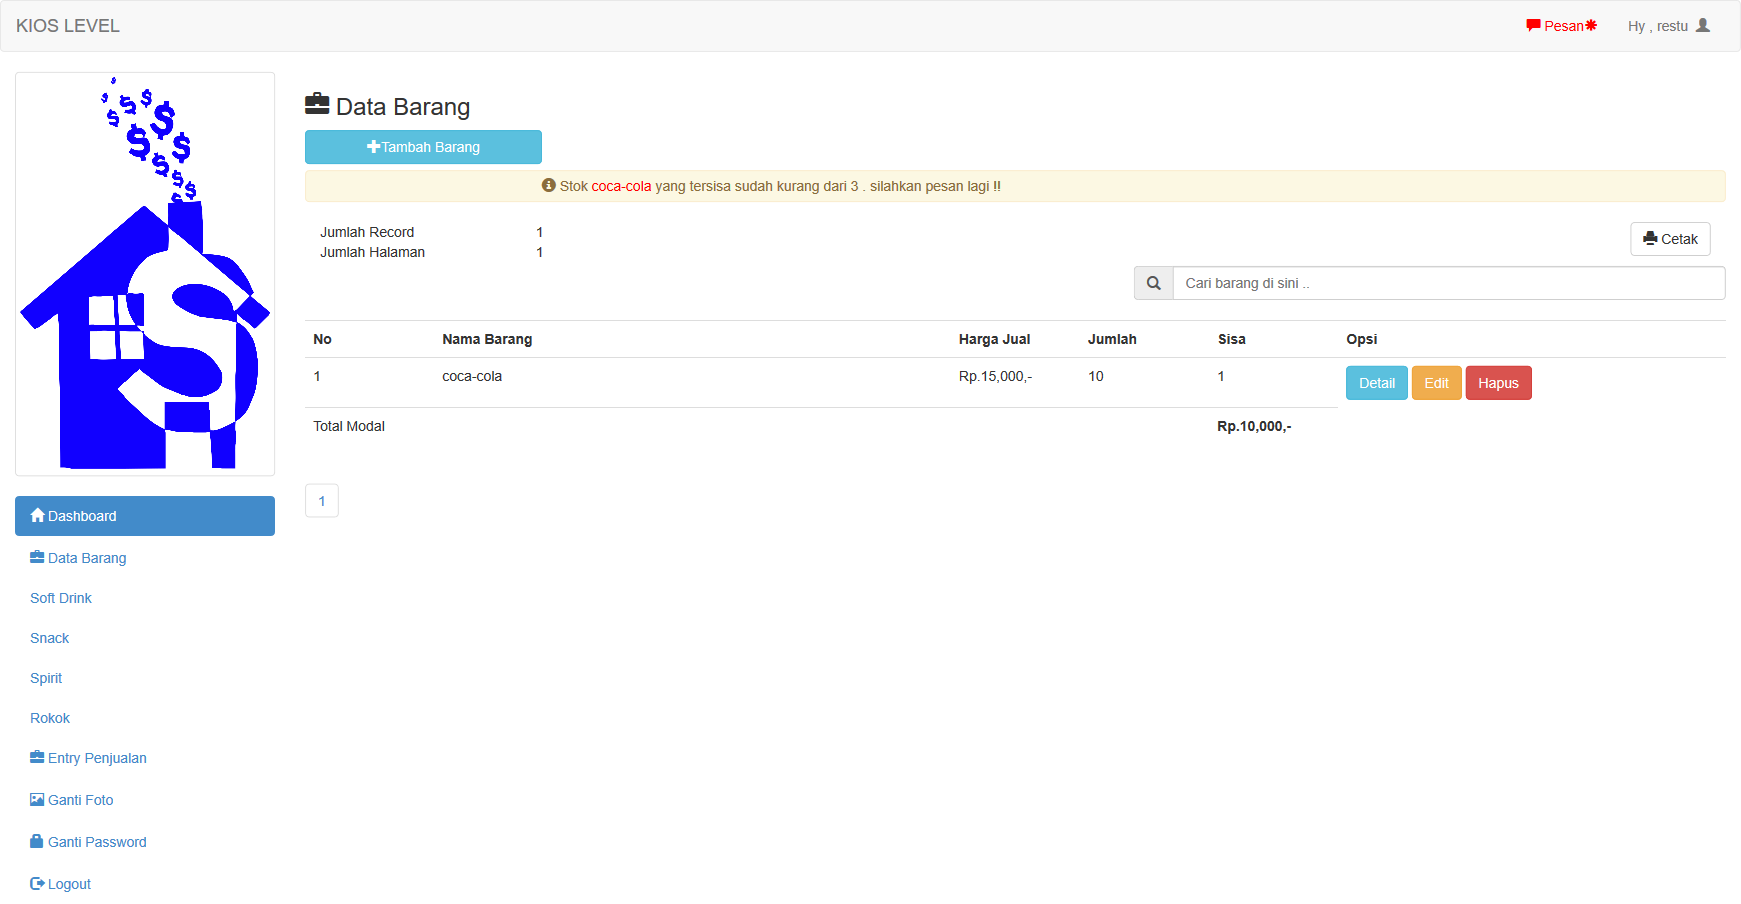 KIOS LEVEL
Pesan* Hy , restu
Data Barang
+Tambah Barang
Stok coca-cola yang tersisa sudah kurang dari 3 . silahkan pesan lagi !!
Jumlah Record 1
Jumlah Halaman 1
Cetak
Cari barang di sini ..
No Nama Barang Harga Jual Jumlah Sisa Opsi
1 coca-cola Rp.15,000,- 10 1 Detail Edit Hapus
Total Modal Rp.10,000,-
1
Dashboard
Data Barang
Soft Drink
Snack
Spirit
Rokok
Entry Penjualan
Ganti Foto
Ganti Password
Logout